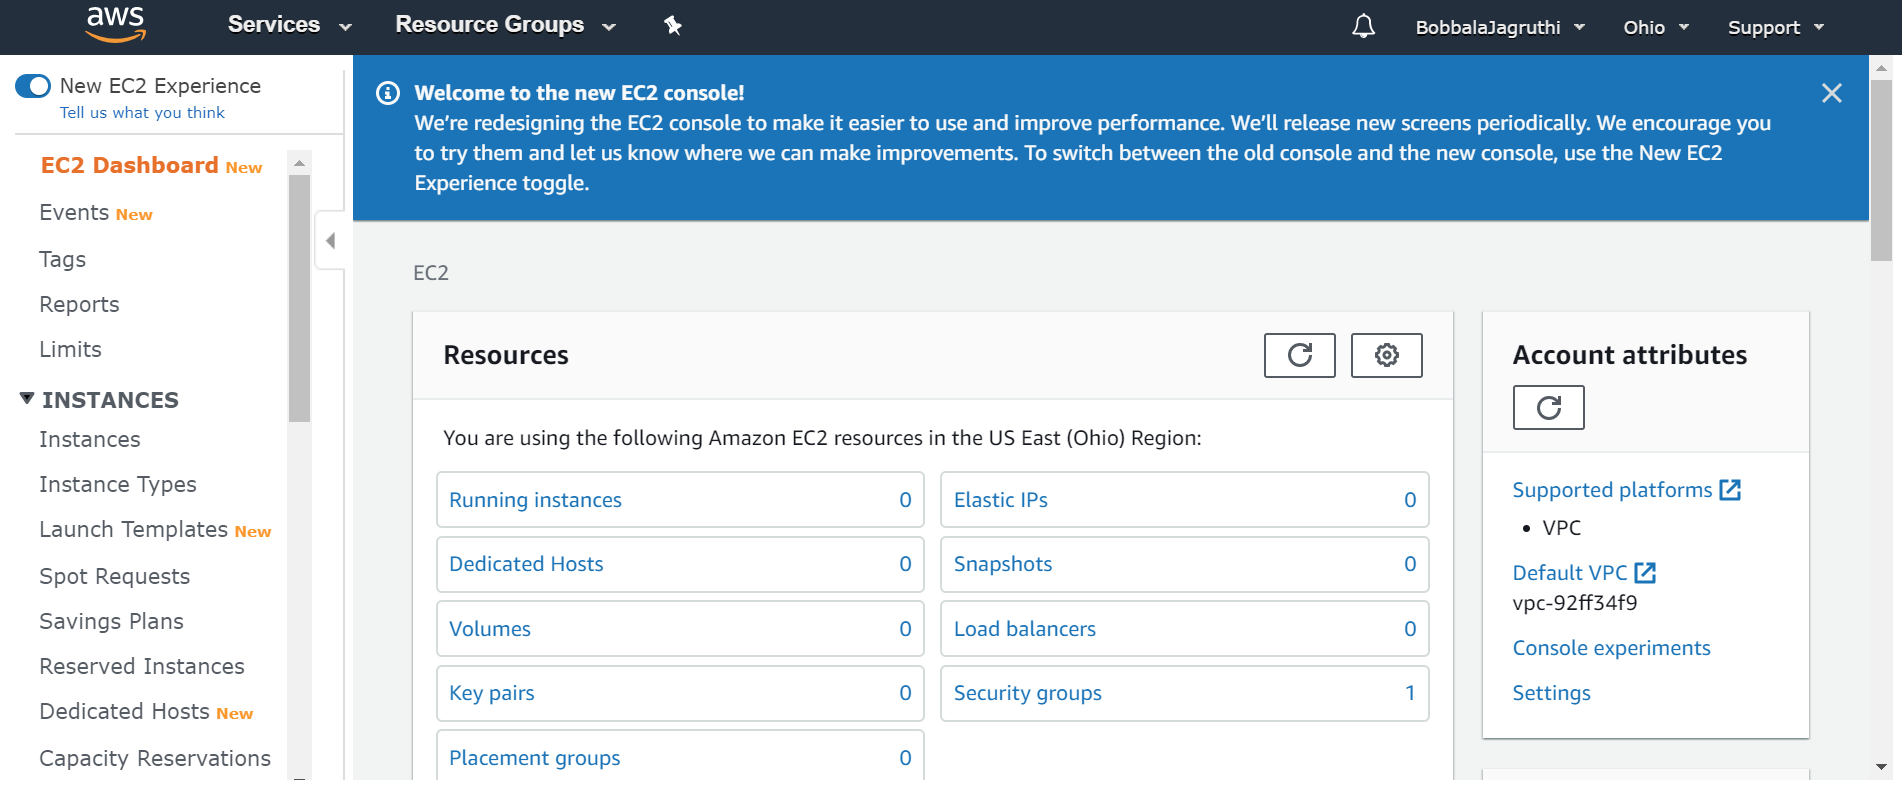 aws
Services
Resource Groups
BobbalaJagruthi
Ohio
Support
New EC2 Experience
Tell us what you think
EC2 Dashboard New
Events New
Tags
Reports
Limits
INSTANCES
Instances
Instance Types
Launch Templates New
Spot Requests
Savings Plans
Reserved Instances
Dedicated Hosts New
Capacity Reservations
Welcome to the new EC2 console!
We’re redesigning the EC2 console to make it easier to use and improve performance. We’ll release new screens periodically. We encourage you
to try them and let us know where we can make improvements. To switch between the old console and the new console, use the New EC2
Experience toggle.
EC2
Resources
You are using the following Amazon EC2 resources in the US East (Ohio) Region:
Running instances 0
Elastic IPs 0
Dedicated Hosts 0
Snapshots 0
Volumes 0
Load balancers 0
Key pairs 0
Security groups 1
Placement groups 0
Account attributes
Supported platforms
• VPC
Default VPC
vpc-92ff34f9
Console experiments
Settings